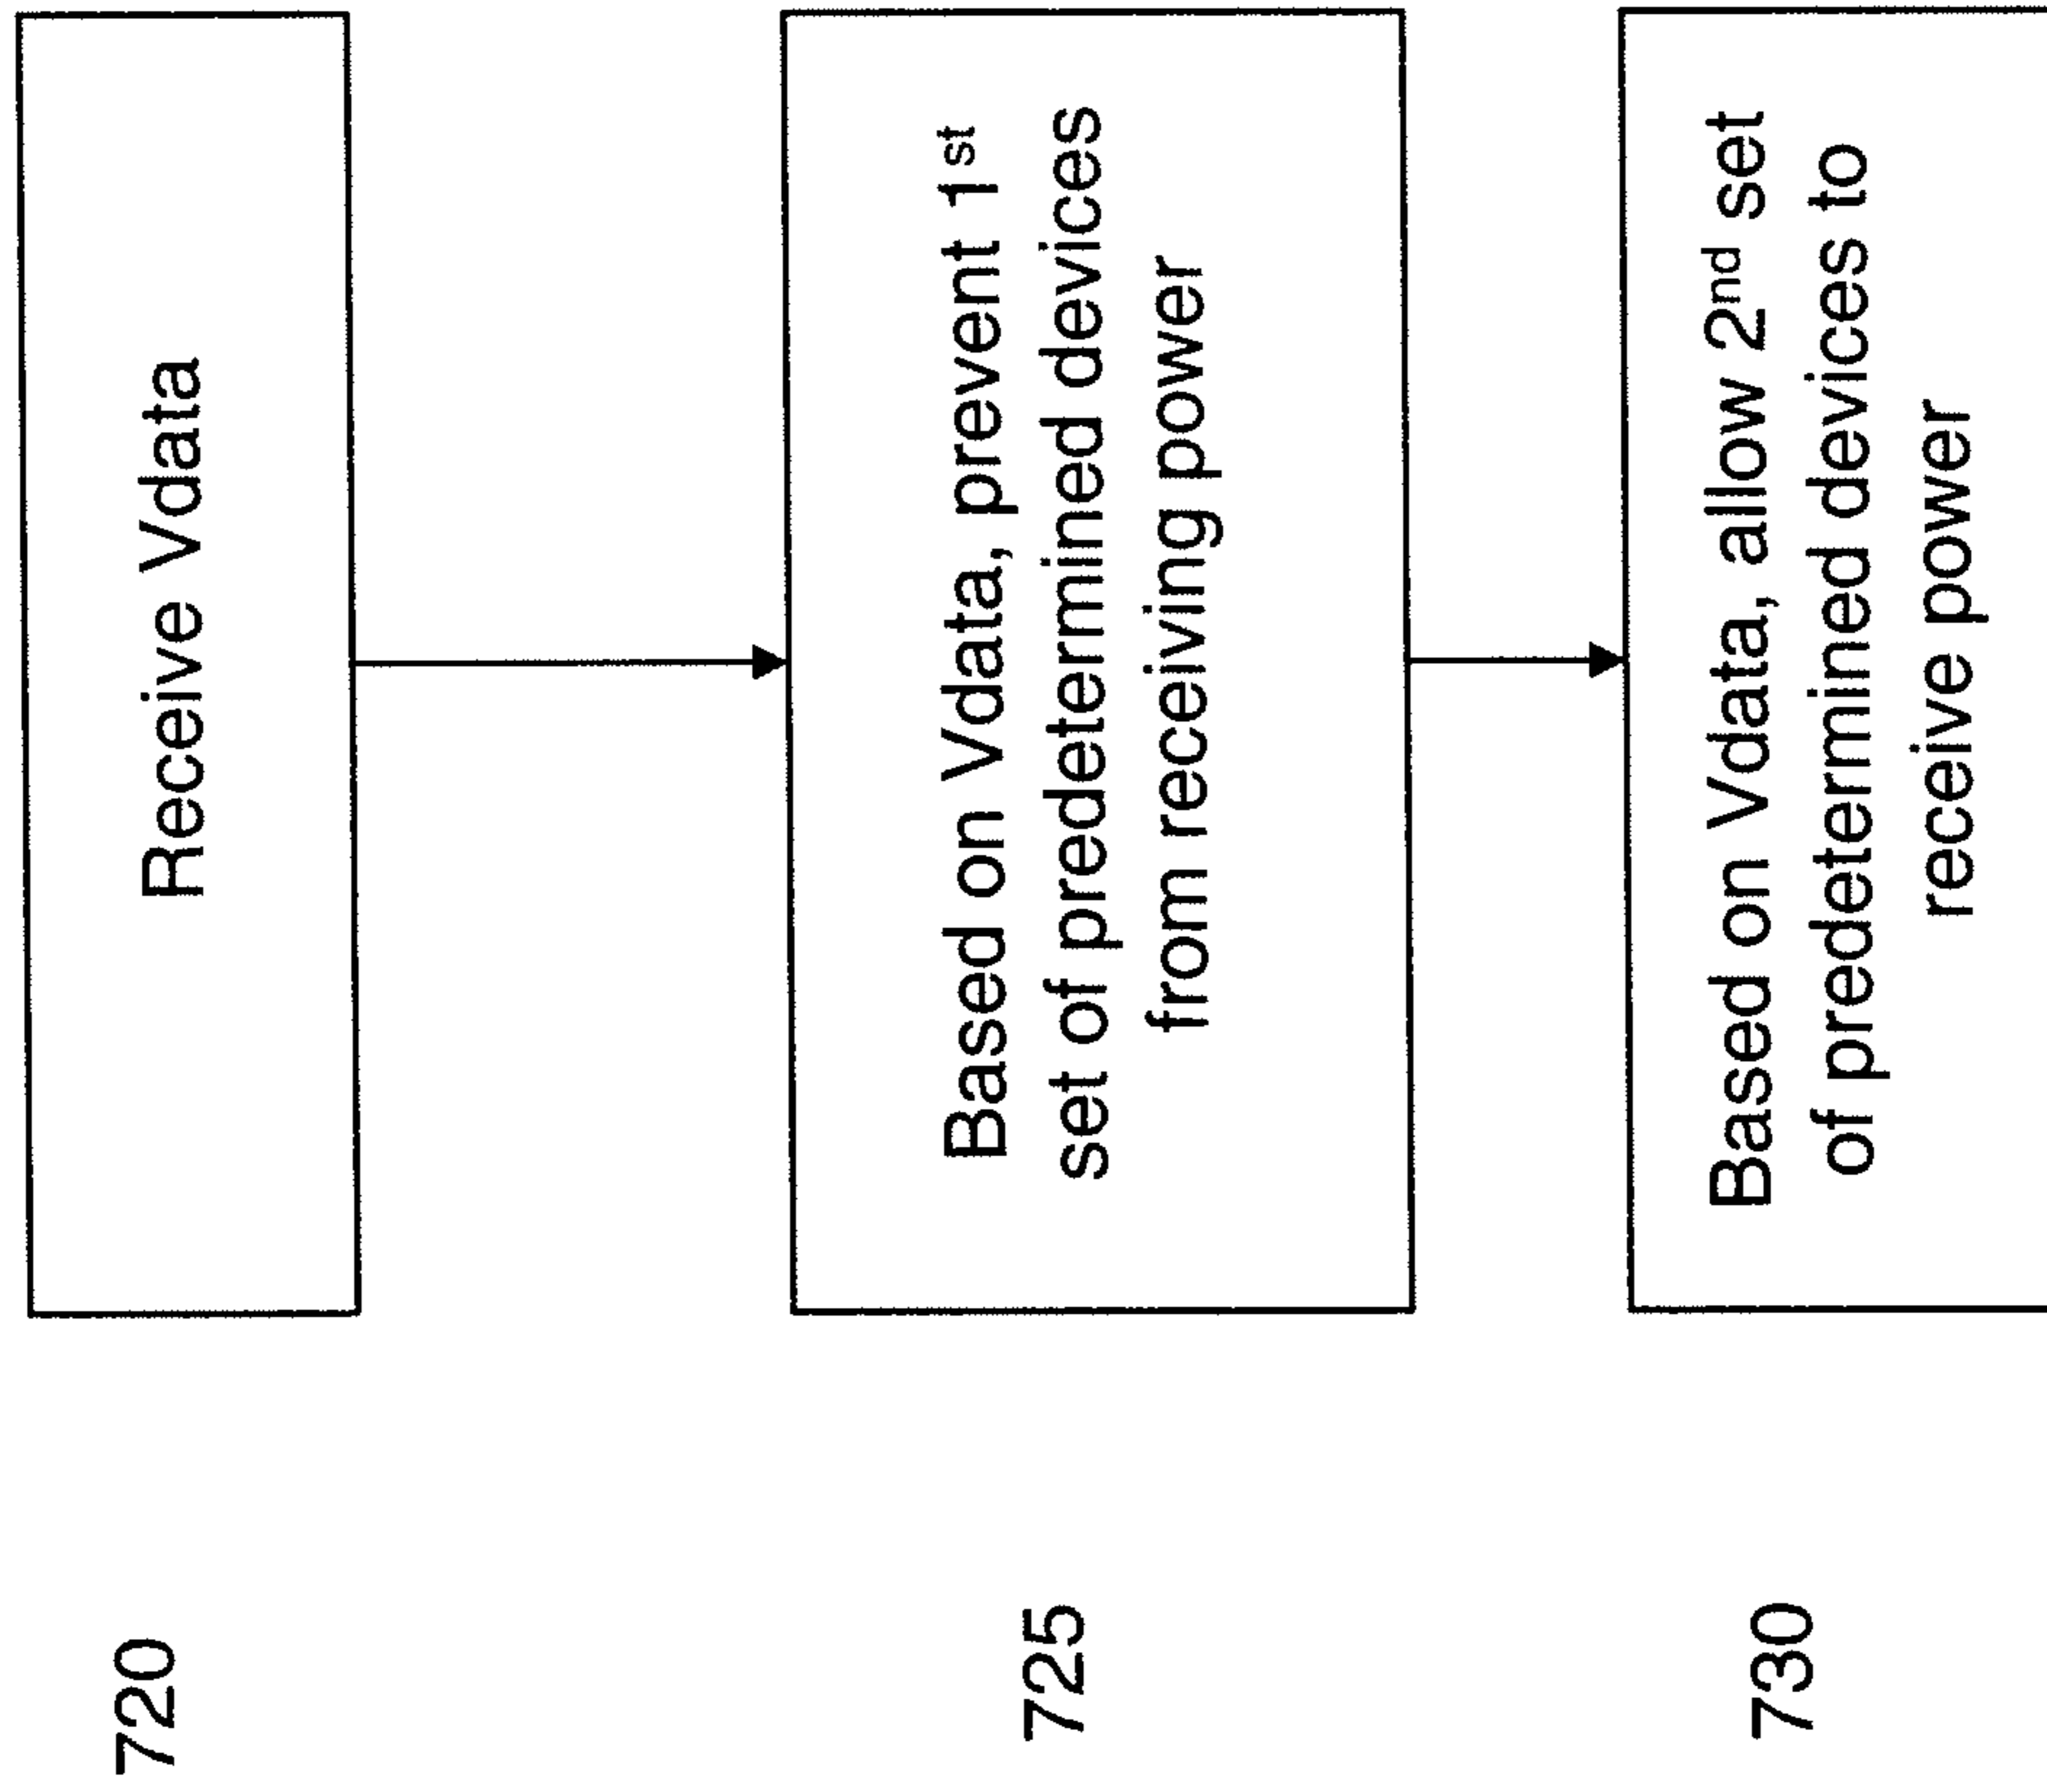 720
Receive Vdata
725
Based on Vdata, prevent 1st
set of predetermined devices
from receiving power
730
Based on Vdata, allow 2nd set
of predetermined devices to
receive power